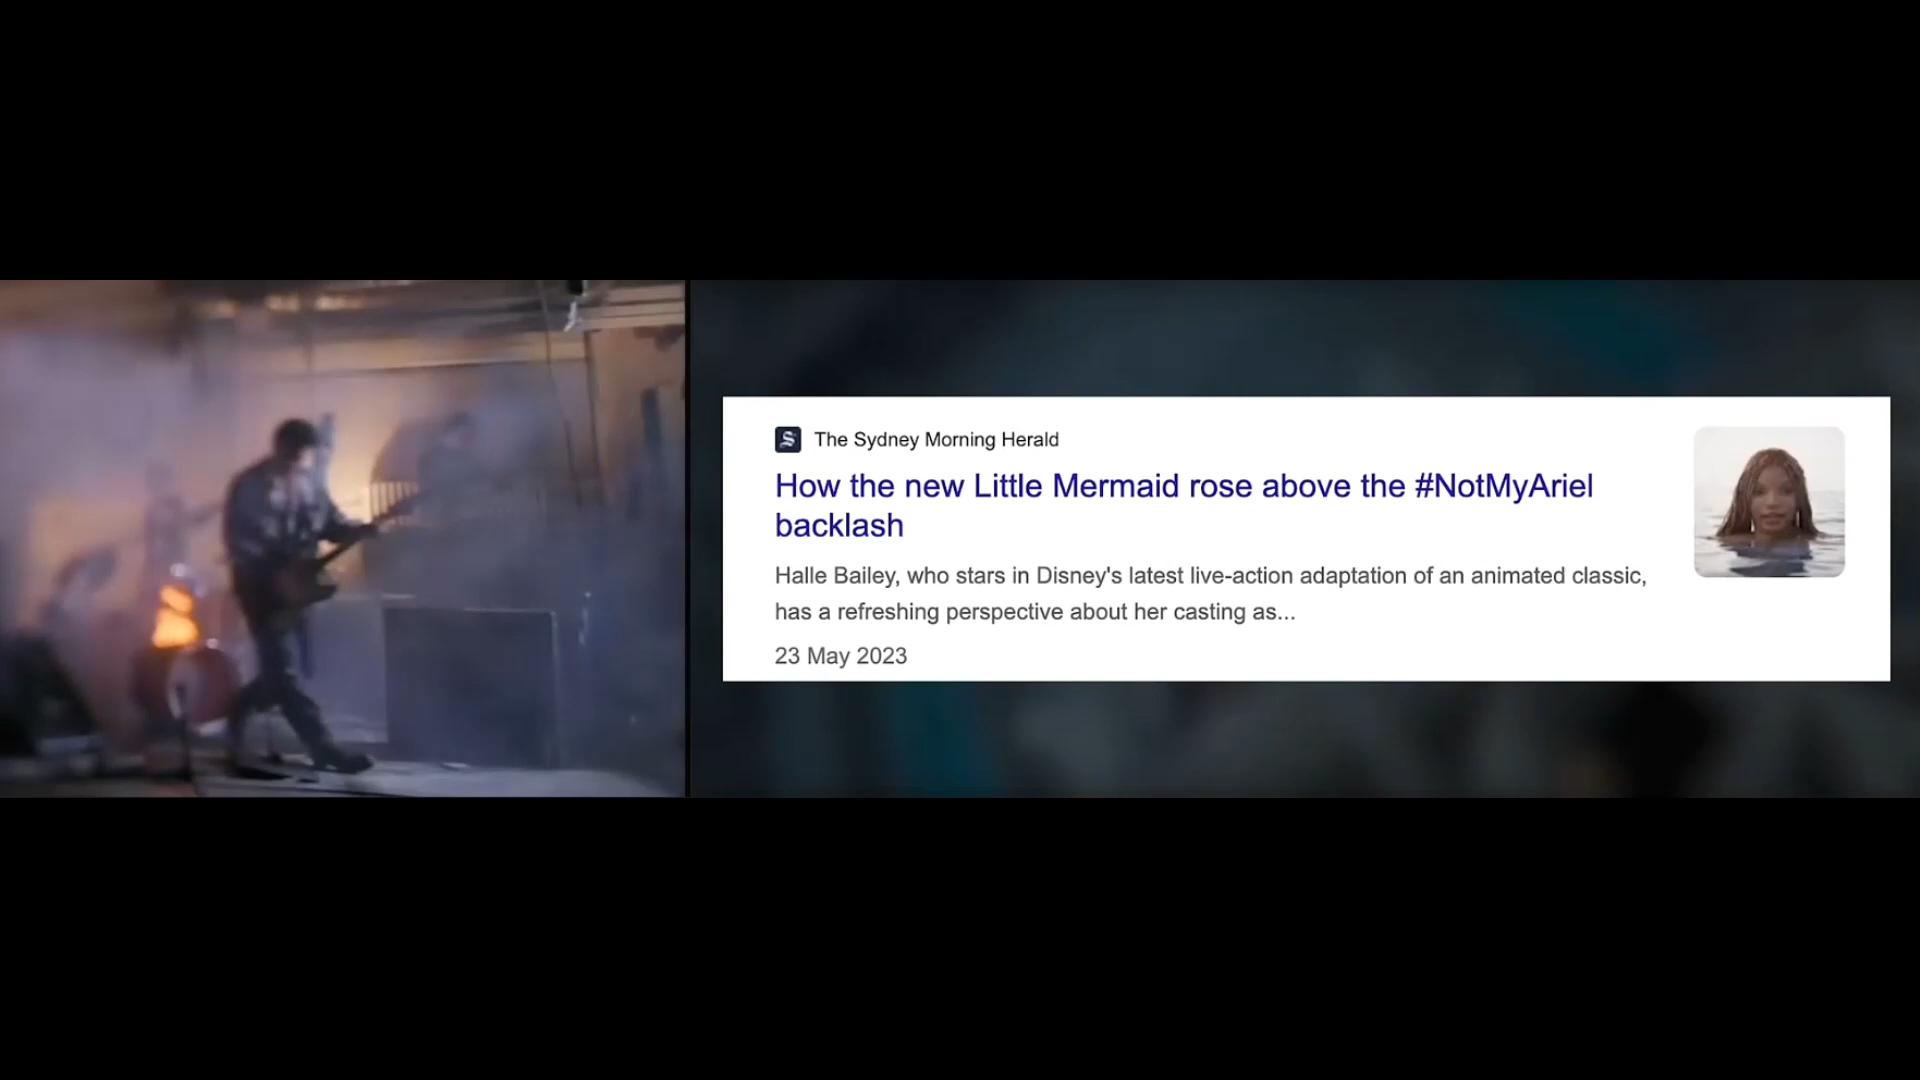 The Sydney Morning Herald
How the new Little Mermaid rose above the #NotMyAriel
backlash
Halle Bailey, who stars in Disney's latest live-action adaptation of an animated classic,
has a refreshing perspective about her casting as...
23 May 2023